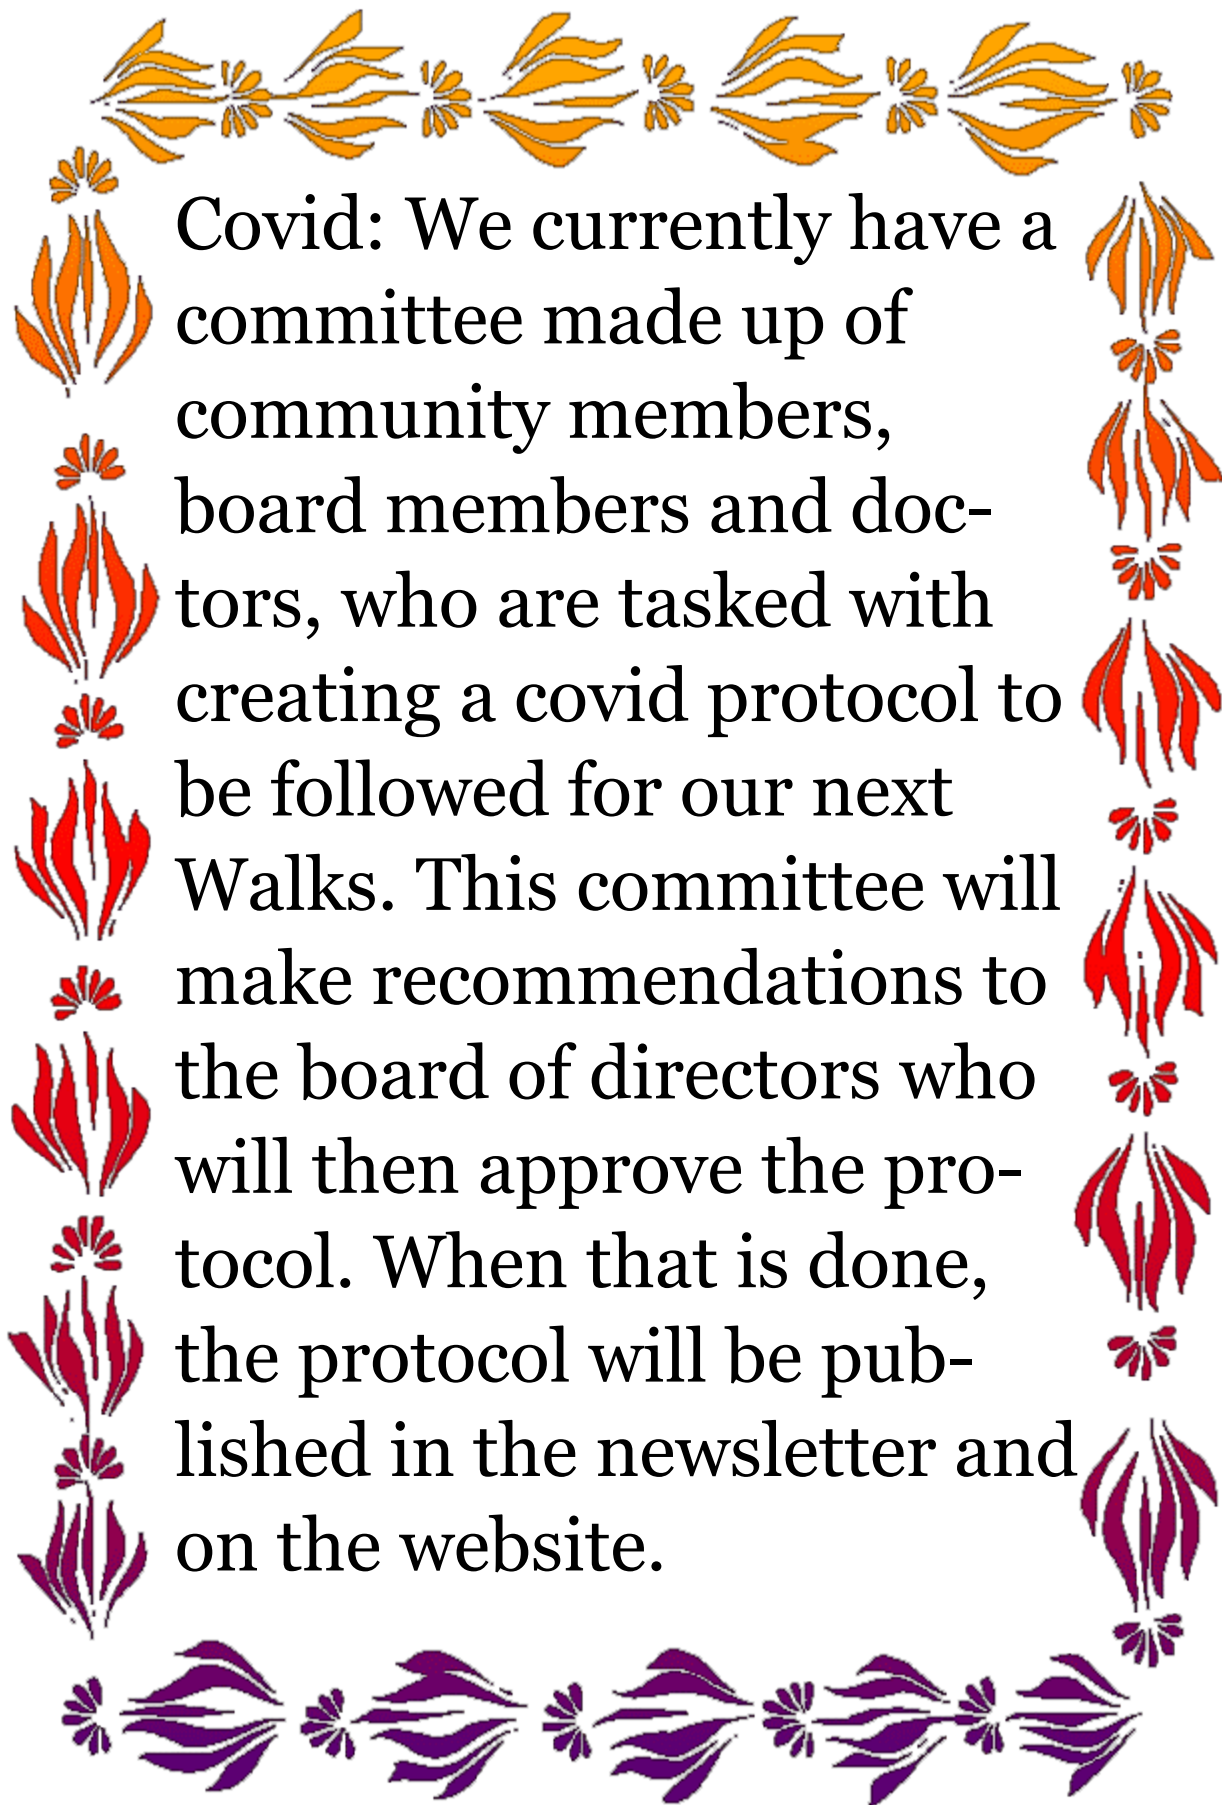 Covid: We currently have a
committee made up of
community members,
board members and doc-
tors, who are tasked with
creating a covid protocol to
be followed for our next
Walks. This committee will
make recommendations to
the board of directors who
will then approve the pro-
tocol. When that is done,
the protocol will be pub-
lished in the newsletter and
on the website.